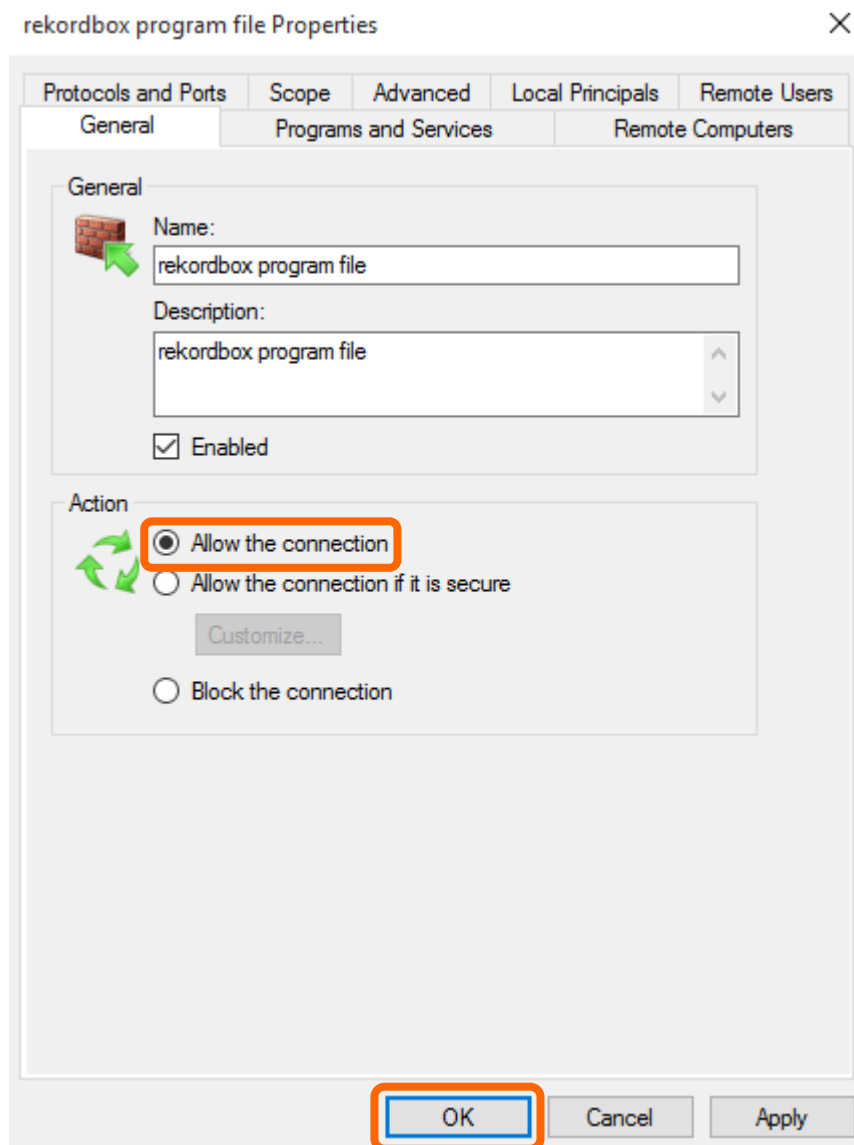 rekordbox program file Properties
Protocols and Ports Scope Advanced Local Principals Remote Users
General Programs and Services Remote Computers
General
Name:
rekordbox program file
Description:
rekordbox program file
Enabled
Action
Allow the connection
Allow the connection if it is secure
Customize...
Block the connection
OK Cancel Apply